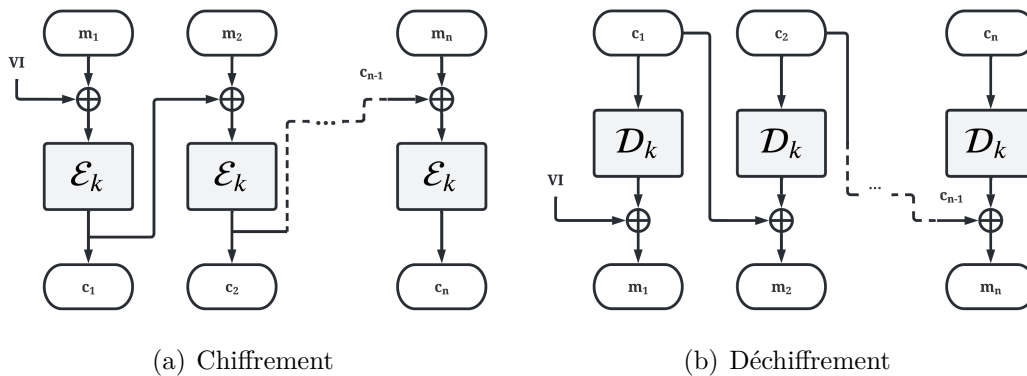 m1 m2 mn
VI cn-1
...
ℰk ℰk ℰk
c1 c2 cn
(a) Chiffrement
c1 c2 cn
𝒟k 𝒟k 𝒟k
VI ... cn-1
m1 m2 mn
(b) Déchiffrement